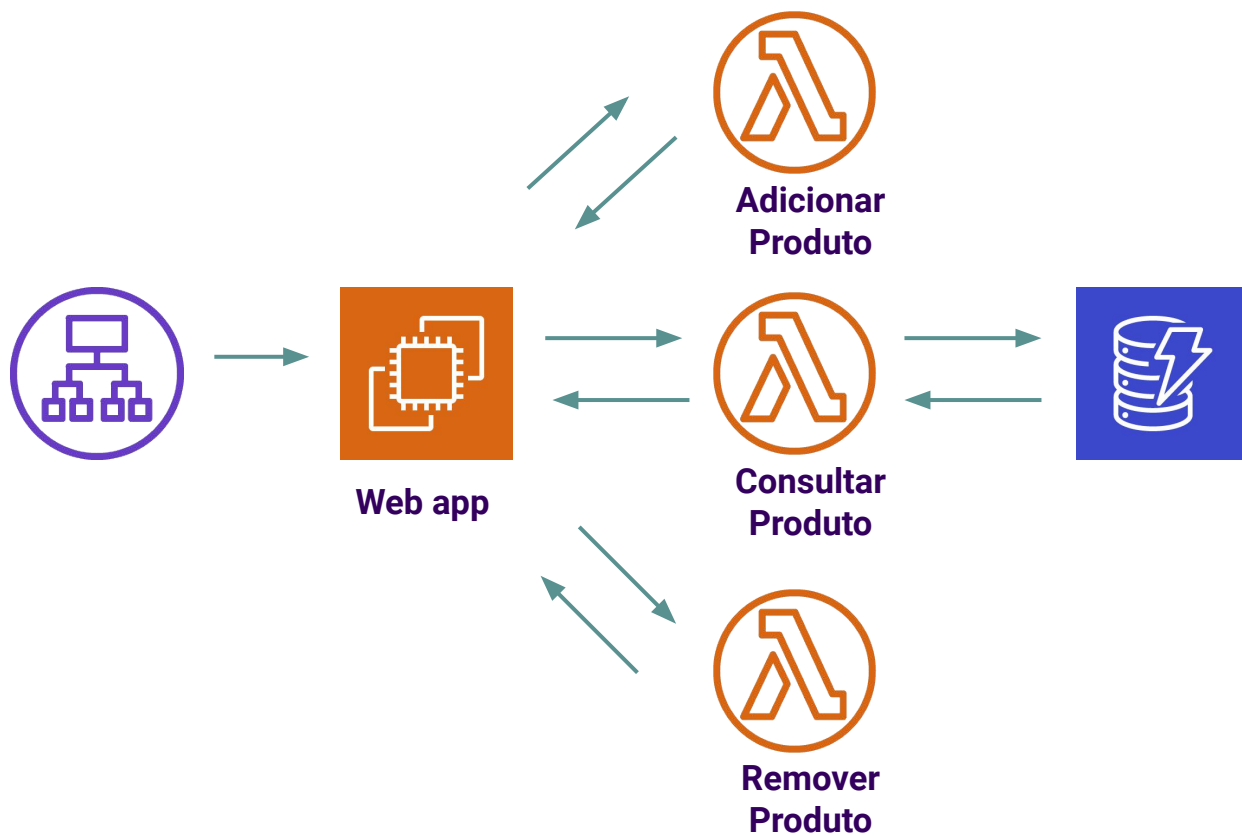 Adicionar
Produto
Web app
Consultar
Produto
Remover
Produto